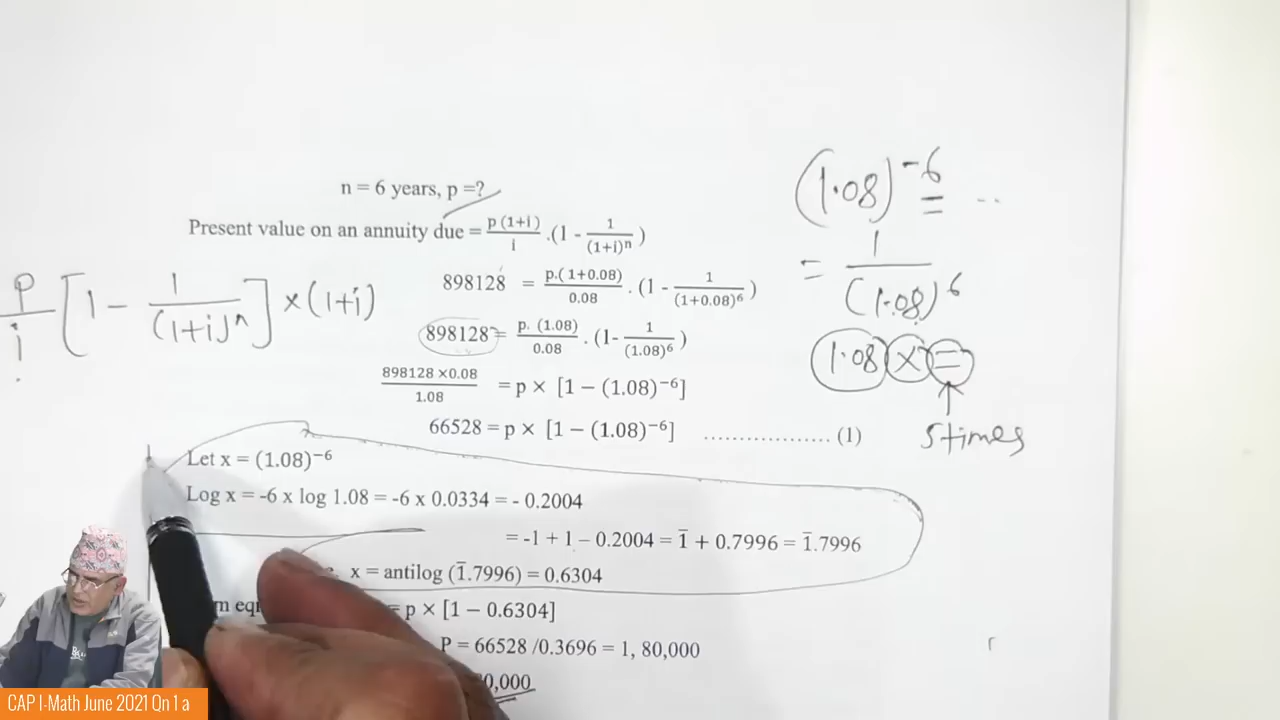 n = 6 years, p =?
Present value on an annuity due = p (1+i)/i .(1 - 1/(1+i)ⁿ)
898128 = p.( 1+0.08)/0.08 . (1 - 1/(1+0.08)⁶)
898128 = p. (1.08)/0.08 . (1- 1/(1.08)⁶)
898128 ×0.08/1.08 = p × [1 − (1.08)⁻⁶]
66528 = p × [1 − (1.08)⁻⁶] .................. (1)
Let x = (1.08)⁻⁶
Log x = -6 x log 1.08 = -6 x 0.0334 = - 0.2004
= -1 + 1 – 0.2004 = 1̅ + 0.7996 = 1̅.7996
x = antilog (1̅.7996) = 0.6304
= p × [1 − 0.6304]
P = 66528 /0.3696 = 1, 80,000
0,000
p/i [1 - 1/(1+i)ⁿ] × (1+i)
(1.08)⁻⁶ = ..
= 1/(1.08)⁶
1.08 × =
5 times
CAP I-Math June 2021 Qn 1 a